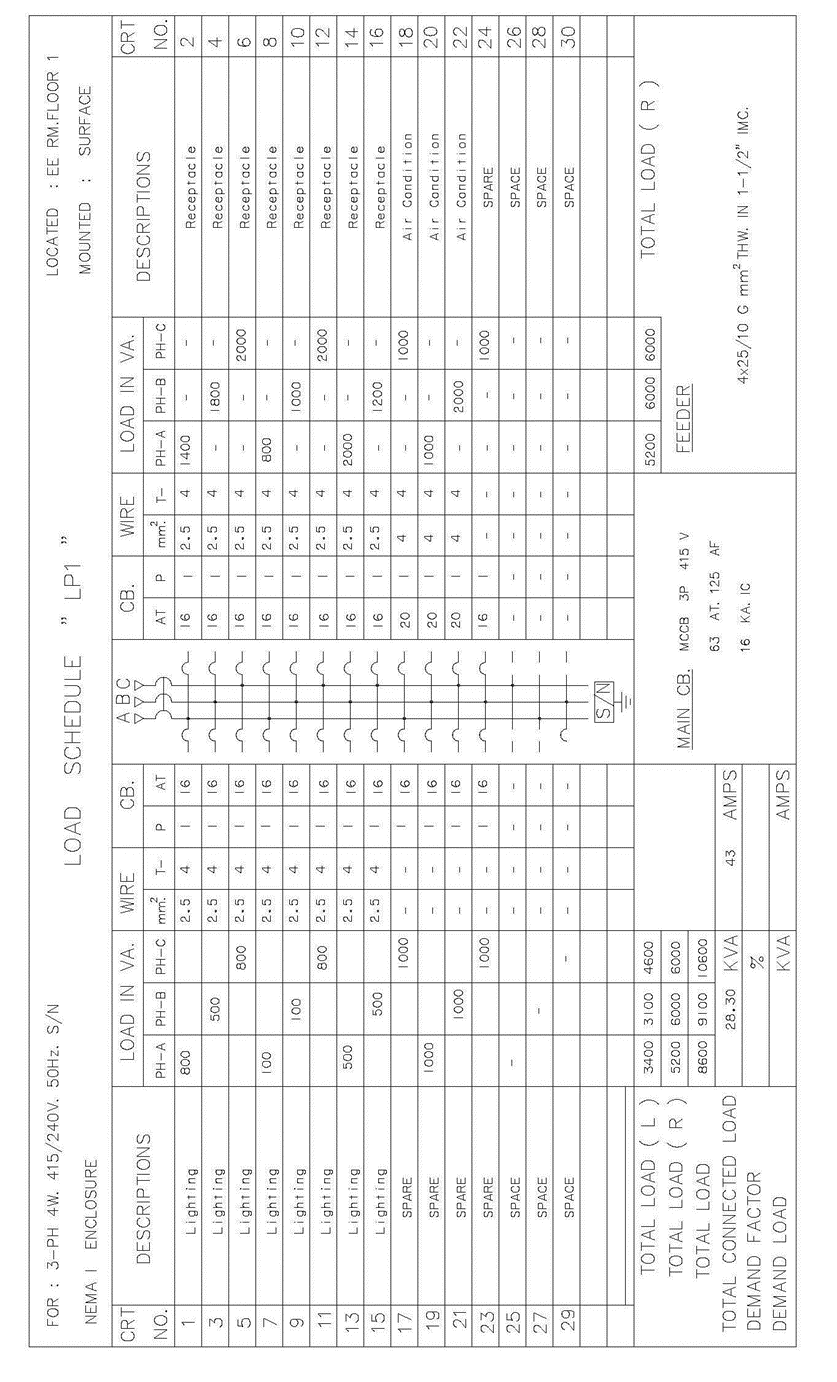 FOR : 3-PH 4W. 415/240V. 50Hz. S/N
LOAD SCHEDULE " LP1 "
LOCATED : EE RM.FLOOR 1
NEMA 1 ENCLOSURE
MOUNTED : SURFACE
CRT DESCRIPTIONS LOAD IN VA. WIRE CB. A B C CB. WIRE LOAD IN VA. DESCRIPTIONS CRT
NO. PH-A PH-B PH-C mm.² T- P AT AT P mm.² T- PH-A PH-B PH-C NO.
1 Lighting 800 2.5 4 1 16 16 1 2.5 4 1400 - - Receptacle 2
3 Lighting 500 2.5 4 1 16 16 1 2.5 4 - 1800 - Receptacle 4
5 Lighting 800 2.5 4 1 16 16 1 2.5 4 - - 2000 Receptacle 6
7 Lighting 100 2.5 4 1 16 16 1 2.5 4 800 - - Receptacle 8
9 Lighting 100 2.5 4 1 16 16 1 2.5 4 - 1000 - Receptacle 10
11 Lighting 800 2.5 4 1 16 16 1 2.5 4 - - 2000 Receptacle 12
13 Lighting 500 2.5 4 1 16 16 1 2.5 4 2000 - - Receptacle 14
15 Lighting 500 2.5 4 1 16 16 1 2.5 4 - 1200 - Receptacle 16
17 SPARE 1000 - - 1 16 20 1 4 4 - - 1000 Air Condition 18
19 SPARE 1000 - - 1 16 20 1 4 4 1000 - - Air Condition 20
21 SPARE 1000 - - 1 16 20 1 4 4 - 2000 - Air Condition 22
23 SPARE 1000 - - 1 16 16 1 - - - - 1000 SPARE 24
25 SPACE - - - - - - - - - - - - SPACE 26
27 SPACE - - - - - - - - - - - - SPACE 28
29 SPACE - - - - - - - - - - - - SPACE 30
S/N
TOTAL LOAD ( L ) 3400 3100 4600
5200 6000 6000 TOTAL LOAD ( R )
TOTAL LOAD ( R ) 5200 6000 6000
TOTAL LOAD 8600 9100 10600
TOTAL CONNECTED LOAD 28.30 KVA 43 AMPS
DEMAND FACTOR %
DEMAND LOAD KVA AMPS
MAIN CB. MCCB 3P 415 V
63 AT. 125 AF
16 KA. IC
FEEDER
4x25/10 G mm² THW. IN 1-1/2" IMC.